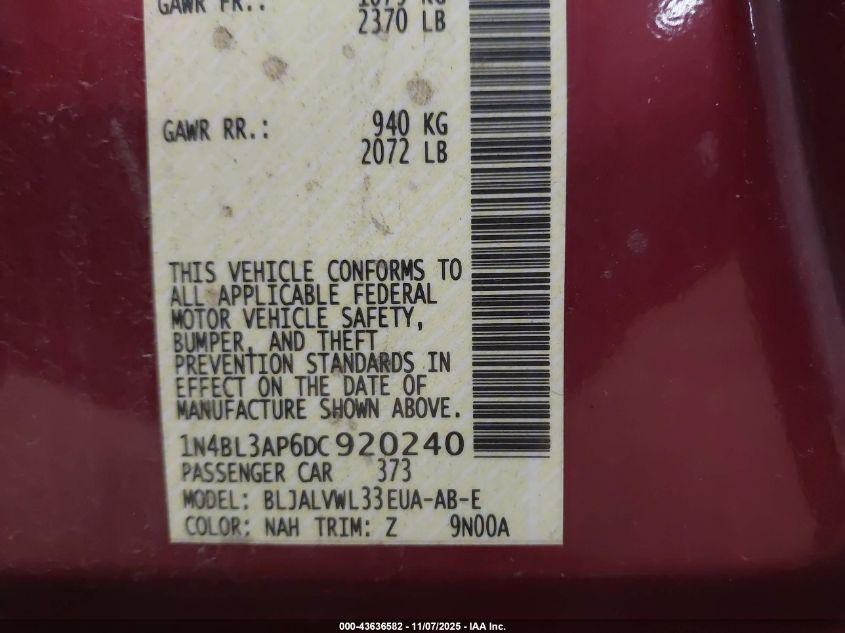 GAWR FR.: 1075 KG
2370 LB
GAWR RR.: 940 KG
2072 LB
THIS VEHICLE CONFORMS TO
ALL APPLICABLE FEDERAL
MOTOR VEHICLE SAFETY,
BUMPER, AND THEFT
PREVENTION STANDARDS IN
EFFECT ON THE DATE OF
MANUFACTURE SHOWN ABOVE.
1N4BL3AP6DC920240
PASSENGER CAR 373
MODEL: BLJALVWL33EUA-AB-E
COLOR: NAH TRIM: Z 9N00A
000-43636582 - 11/07/2025 - IAA Inc.